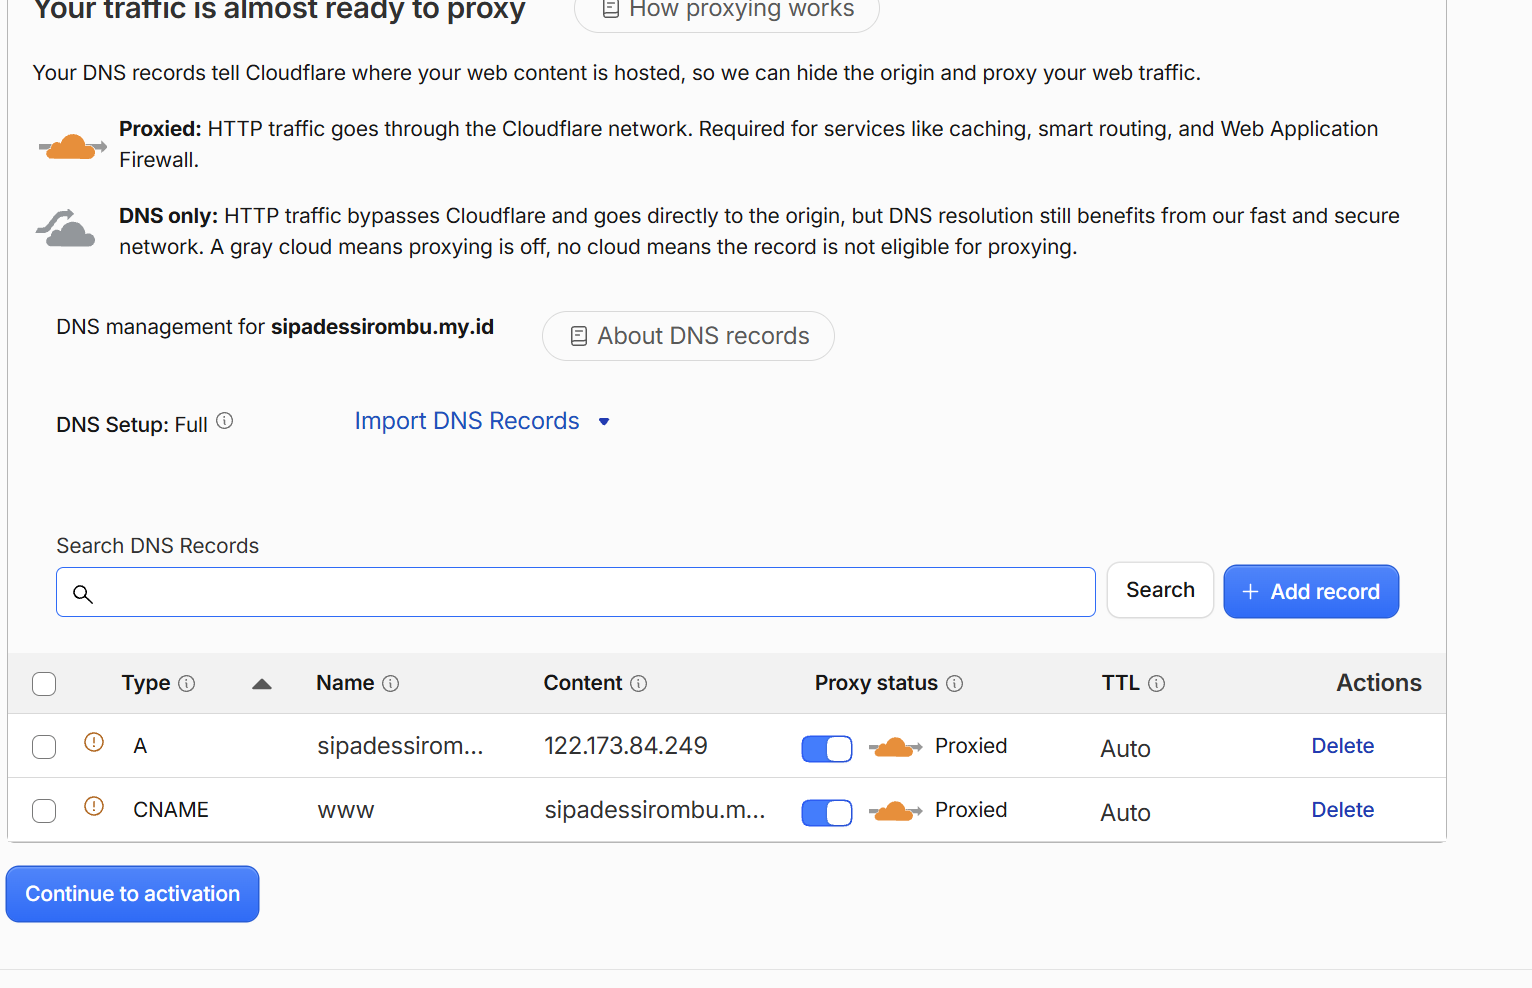 Your traffic is almost ready to proxy
How proxying works
Your DNS records tell Cloudflare where your web content is hosted, so we can hide the origin and proxy your web traffic.
Proxied: HTTP traffic goes through the Cloudflare network. Required for services like caching, smart routing, and Web Application
Firewall.
DNS only: HTTP traffic bypasses Cloudflare and goes directly to the origin, but DNS resolution still benefits from our fast and secure
network. A gray cloud means proxying is off, no cloud means the record is not eligible for proxying.
DNS management for sipadessirombu.my.id
About DNS records
DNS Setup: Full
Import DNS Records
Search DNS Records
Search
+ Add record
Type Name Content Proxy status TTL Actions
A sipadessirom... 122.173.84.249 Proxied Auto Delete
CNAME www sipadessirombu.m... Proxied Auto Delete
Continue to activation